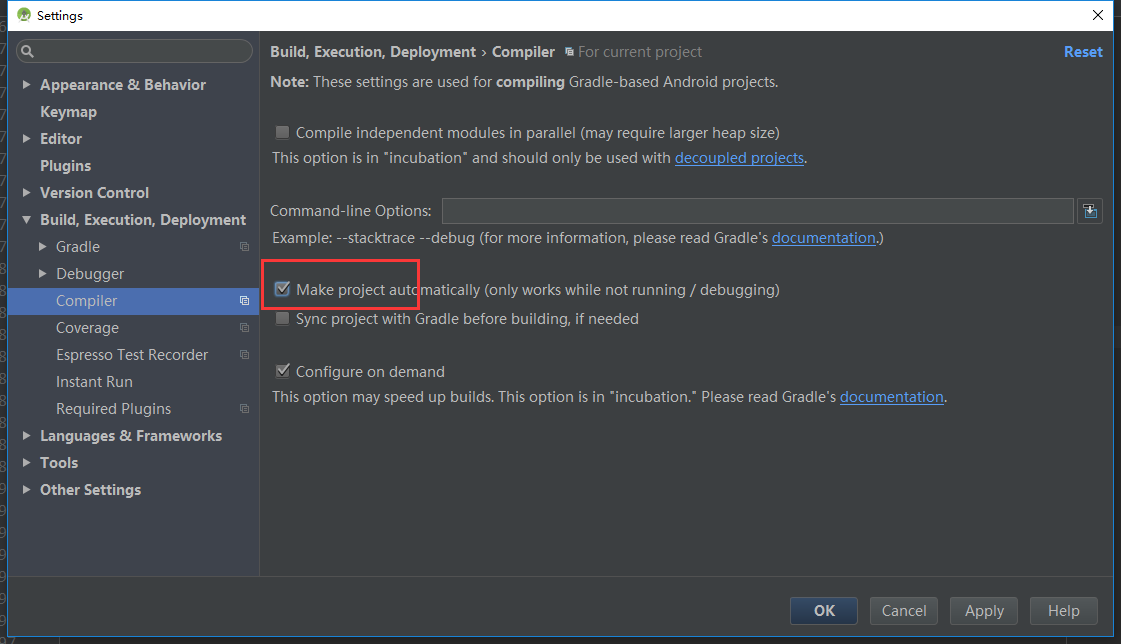 Settings
Build, Execution, Deployment › Compiler For current project Reset
Note: These settings are used for compiling Gradle-based Android projects.
Appearance & Behavior
Keymap
Editor
Plugins
Version Control
Build, Execution, Deployment
Gradle
Debugger
Compiler
Coverage
Espresso Test Recorder
Instant Run
Required Plugins
Languages & Frameworks
Tools
Other Settings
Compile independent modules in parallel (may require larger heap size)
This option is in "incubation" and should only be used with decoupled projects.
Command-line Options:
Example: --stacktrace --debug (for more information, please read Gradle's documentation.)
Make project automatically (only works while not running / debugging)
Sync project with Gradle before building, if needed
Configure on demand
This option may speed up builds. This option is in "incubation." Please read Gradle's documentation.
OK Cancel Apply Help